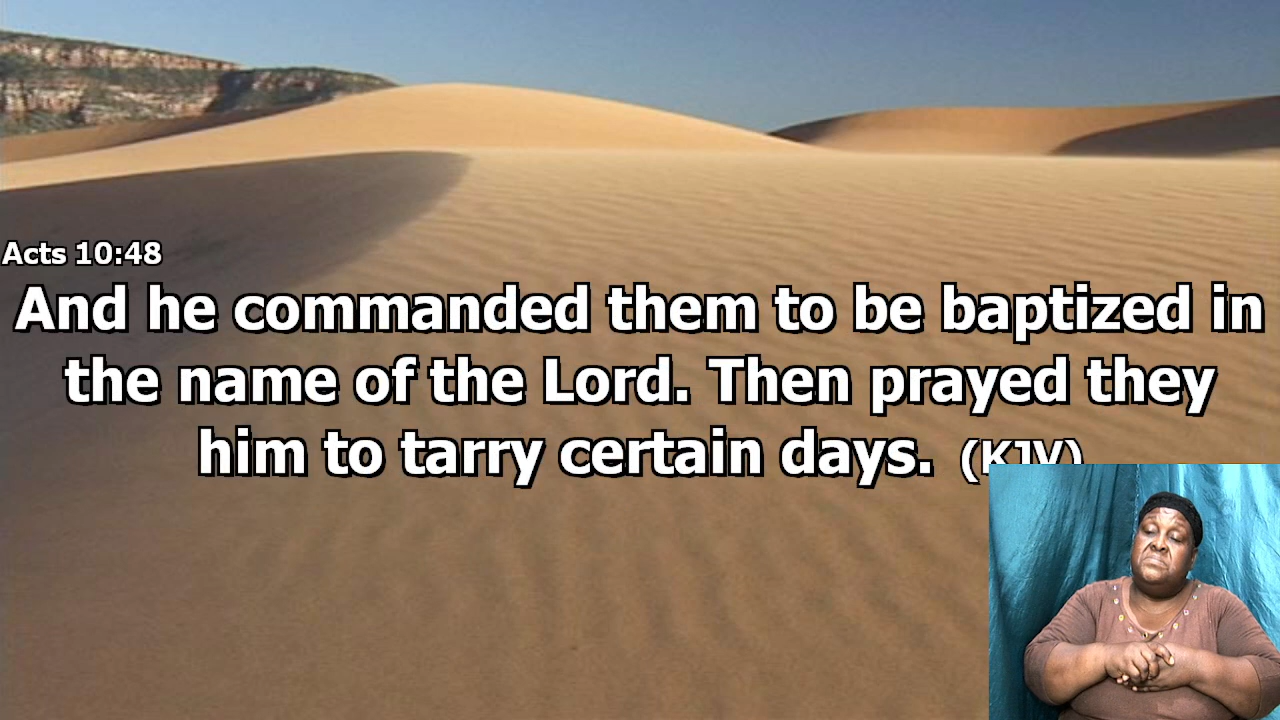 Acts 10:48
And he commanded them to be baptized in
the name of the Lord. Then prayed they
him to tarry certain days. (KJV)